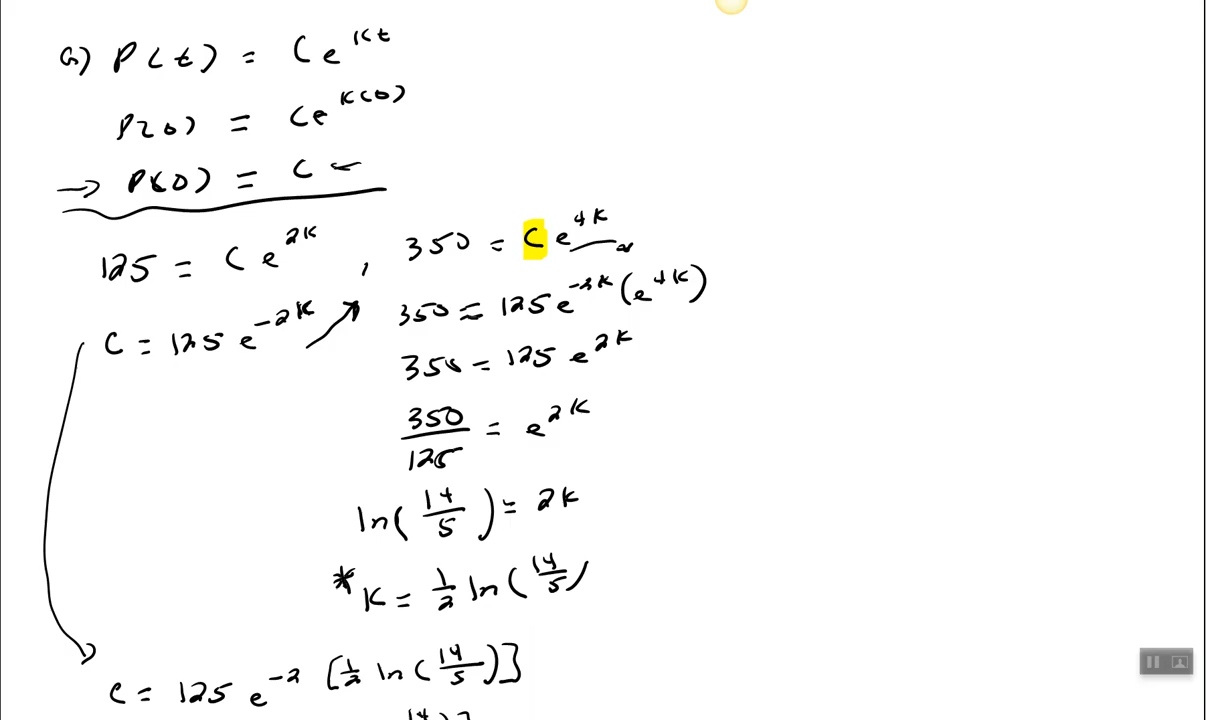 a) P(t) = Ce^{kt}
P(0) = Ce^{k(0)}
→ P(0) = C ←
125 = Ce^{2k} , 350 = Ce^{4k} →
C = 125e^{-2k}
350 = 125e^{-2k}(e^{4k})
350 = 125e^{2k}
350/125 = e^{2k}
ln(14/5) = 2k
* k = 1/2 ln(14/5)
C = 125e^{-2 [1/2 ln(14/5)]}